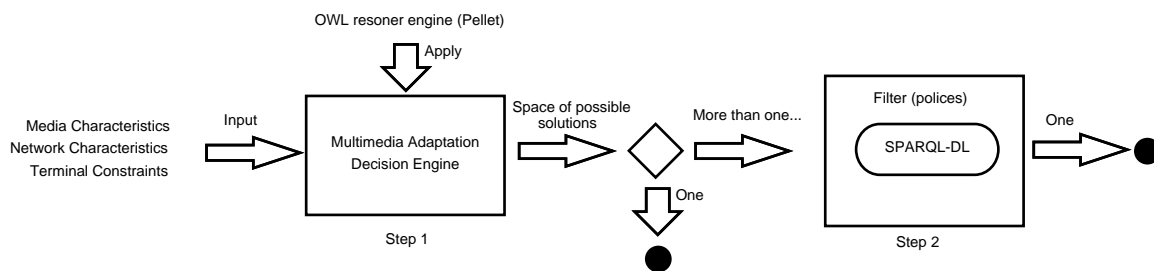 OWL resoner engine (Pellet)
Apply
Media Characteristics
Network Characteristics
Terminal Constraints
Input
Multimedia Adaptation
Decision Engine
Step 1
Space of possible
solutions
More than one...
One
Filter (polices)
SPARQL-DL
Step 2
One